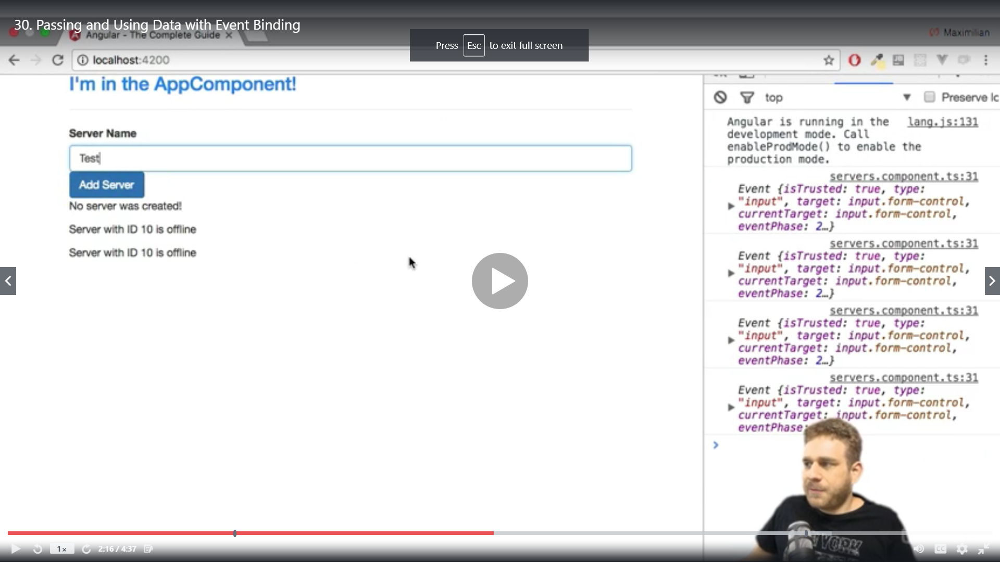 30. Passing and Using Data with Event Binding
Angular - The Complete Guide
Maximilian
Press Esc to exit full screen
localhost:4200
I'm in the AppComponent!
top
Preserve lc
Server Name
Test
Add Server
No server was created!
Server with ID 10 is offline
Server with ID 10 is offline
Angular is running in the lang.js:131
development mode. Call
enableProdMode() to enable the
production mode.
servers.component.ts:31
Event {isTrusted: true, type:
"input", target: input.form-control,
currentTarget: input.form-control,
eventPhase: 2…}
servers.component.ts:31
Event {isTrusted: true, type:
"input", target: input.form-control,
currentTarget: input.form-control,
eventPhase: 2…}
servers.component.ts:31
Event {isTrusted: true, type:
"input", target: input.form-control,
currentTarget: input.form-control,
eventPhase: 2…}
servers.component.ts:31
Event {isTrusted: true, type:
"input", target: input.form-control,
currentTarget: input.form-control,
eventPhase:
YORK
1x
2:16 / 4:37
CC